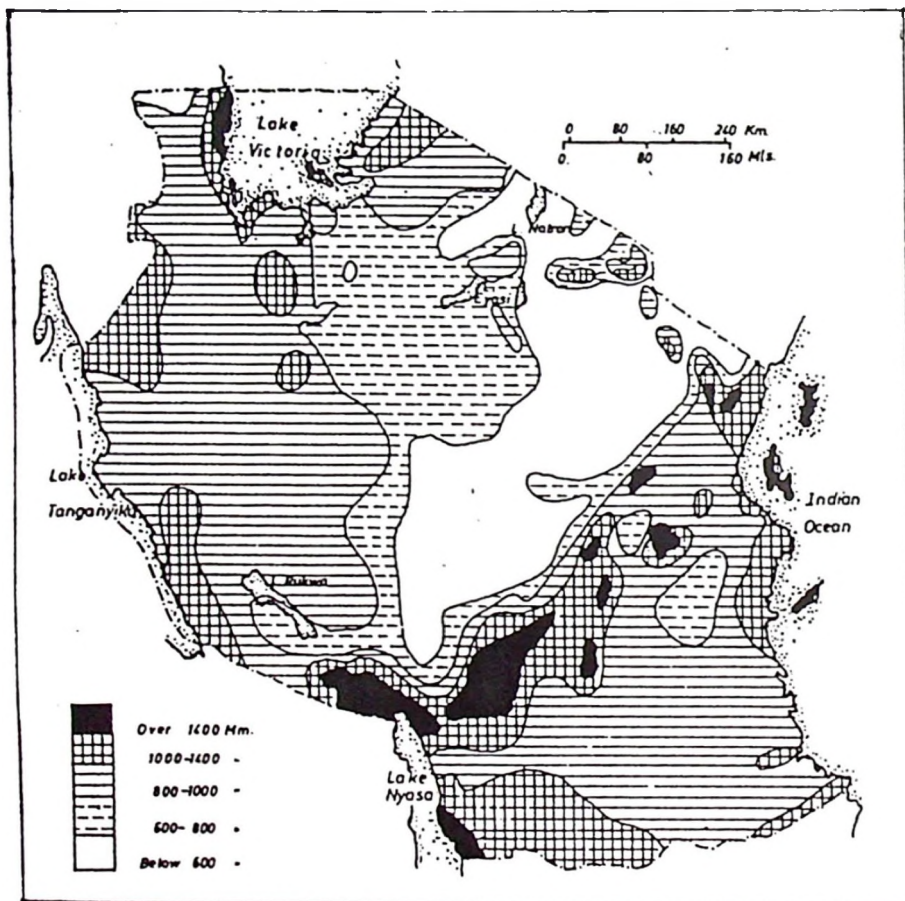 Lake
Victoria
0 80 160 240 Km.
0. 80 160 Mls.
L. Natron
Eyasi
Lake
Tanganyika
Rukwa
Indian
Ocean
Lake
Nyasa
Over 1400 Mm.
1000-1400 "
800-1000 "
600-800 "
Below 600 "